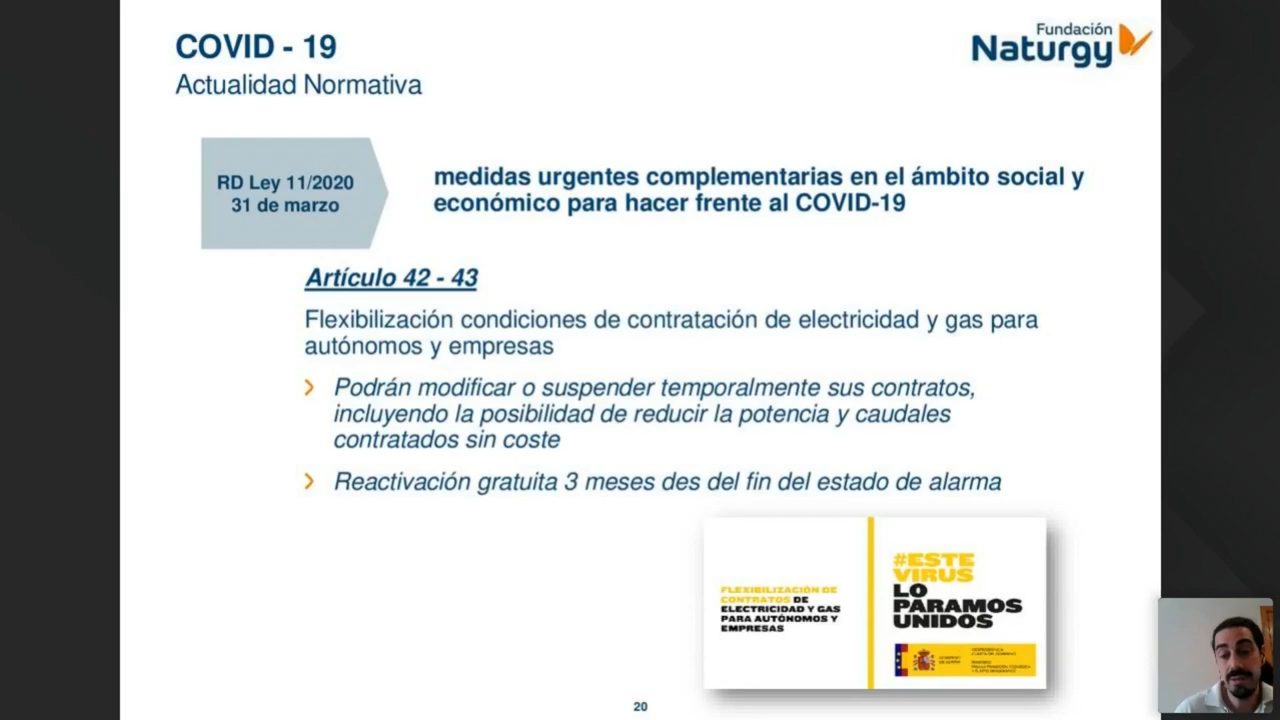 COVID - 19
Actualidad Normativa
Fundación
Naturgy
RD Ley 11/2020
31 de marzo
medidas urgentes complementarias en el ámbito social y
económico para hacer frente al COVID-19
Artículo 42 - 43
Flexibilización condiciones de contratación de electricidad y gas para
autónomos y empresas
Podrán modificar o suspender temporalmente sus contratos,
incluyendo la posibilidad de reducir la potencia y caudales
contratados sin coste
Reactivación gratuita 3 meses des del fin del estado de alarma
FLEXIBILIZACIÓN DE
CONTRATOS DE
ELECTRICIDAD Y GAS
PARA AUTÓNOMOS Y
EMPRESAS
#ESTE
VIRUS
LO
PARAMOS
UNIDOS
20